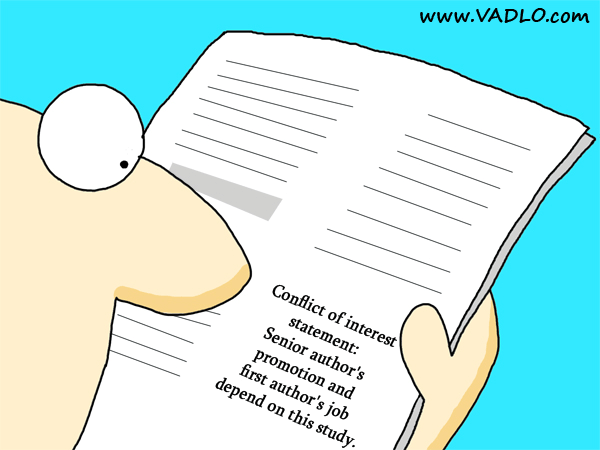 www.VADLO.com
Conflict of interest
statement:
Senior author's
promotion and
first author's job
depend on this study.